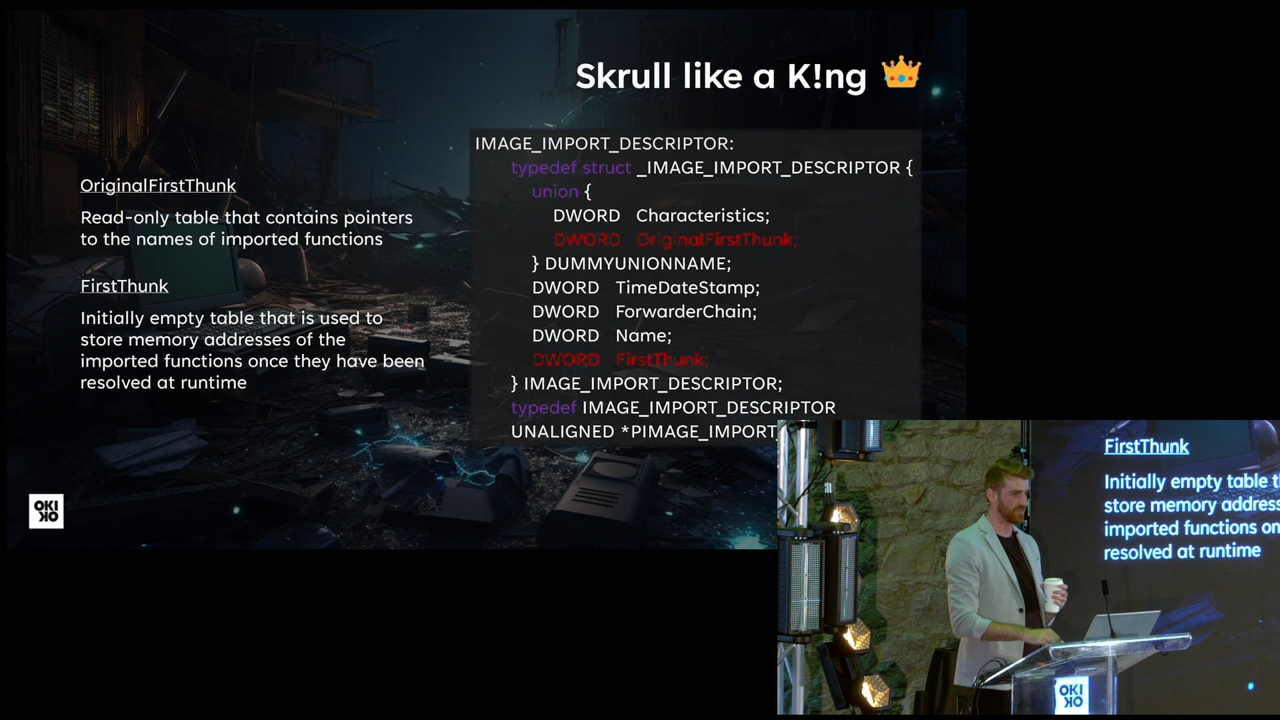 Skrull like a K!ng
OriginalFirstThunk
Read-only table that contains pointers
to the names of imported functions
FirstThunk
Initially empty table that is used to
store memory addresses of the
imported functions once they have been
resolved at runtime
IMAGE_IMPORT_DESCRIPTOR:
typedef struct _IMAGE_IMPORT_DESCRIPTOR {
union {
DWORD Characteristics;
DWORD OriginalFirstThunk;
} DUMMYUNIONNAME;
DWORD TimeDateStamp;
DWORD ForwarderChain;
DWORD Name;
DWORD FirstThunk;
} IMAGE_IMPORT_DESCRIPTOR;
typedef IMAGE_IMPORT_DESCRIPTOR
UNALIGNED *PIMAGE_IMPORT_
OKI
KO
FirstThunk
Initially empty table t
store memory address
imported functions on
resolved at runtime
OKI
KO